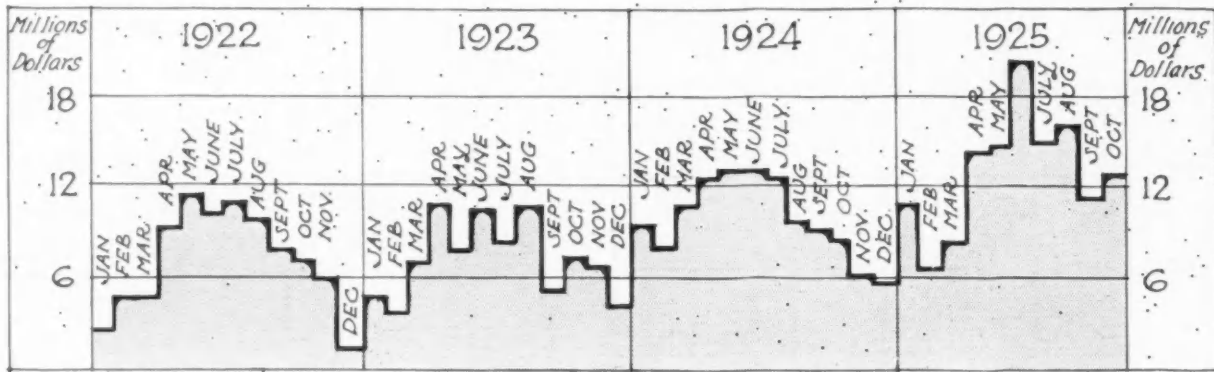 Millions of Dollars
18
12
6
1922
JAN
FEB
MAR.
APR.
MAY
JUNE
JULY
AUG
SEPT
OCT
NOV.
DEC
1923
JAN
FEB
MAR.
APR
MAY
JUNE
JULY
AUG
SEPT
OCT
NOV
DEC
1924
JAN
FEB
MAR.
APR
MAY
JUNE
JULY.
AUG
SEPT
OCT
NOV.
DEC.
1925
JAN
FEB
MAR.
APR
MAY
JULY
AUG
SEPT
OCT
Millions of Dollars.
18
12
6